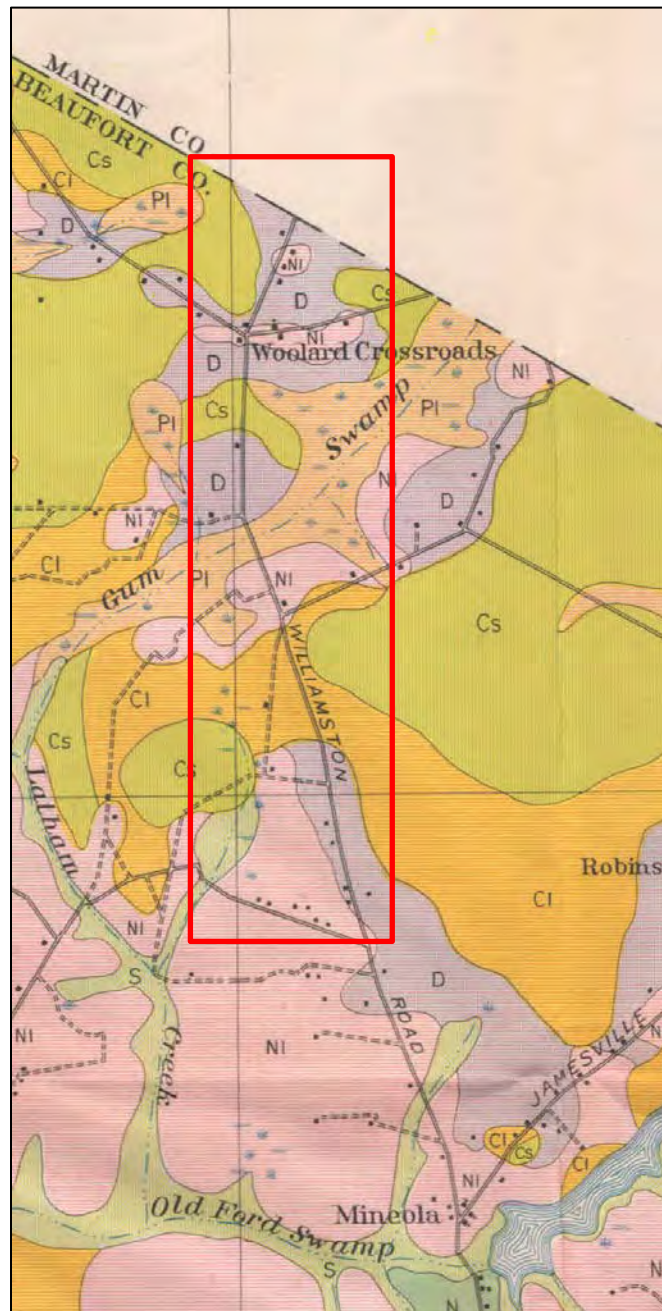 MARTIN CO
BEAUFORT CO.
Cs
Cl
Pl
D
Nl
D
Cs
D
Nl
Woolard Crossroads
Nl
Cs
Pl
Swamp
Pl
D
Nl
D
Nl
Cl
Gum
Pl
Nl
Cs
WILLIAMSTON
Cl
Cs
Cs
Latham
Robins
Cl
Nl
S
D
Nl
Nl
Creek
ROAD
JAMESVILLE
N
Cl
Cs
Cl
Nl
Mineola
Old Ford Swamp
S
N
N